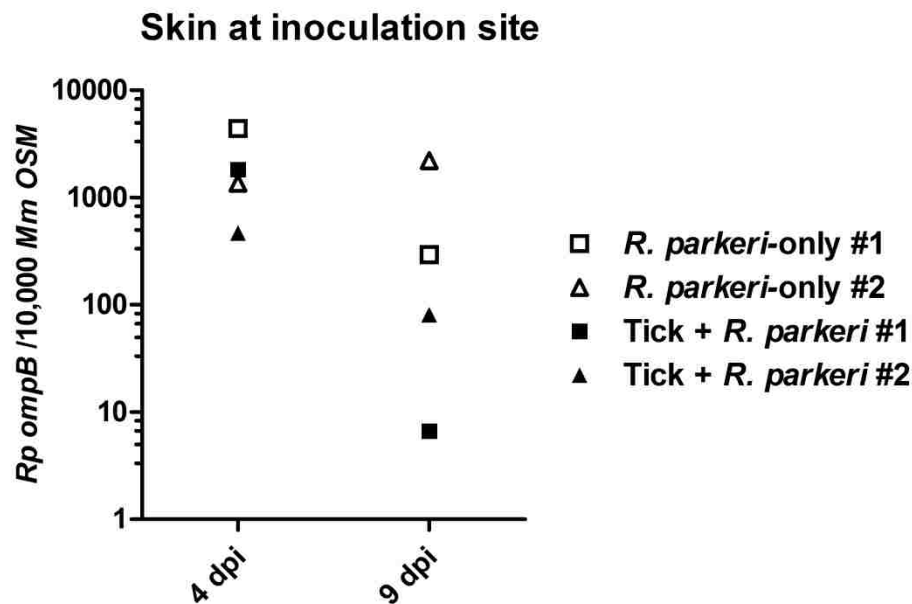 Skin at inoculation site
Rp ompB /10,000 Mm OSM
10000
1000
100
10
1
4 dpi
9 dpi
R. parkeri-only #1
R. parkeri-only #2
Tick + R. parkeri #1
Tick + R. parkeri #2